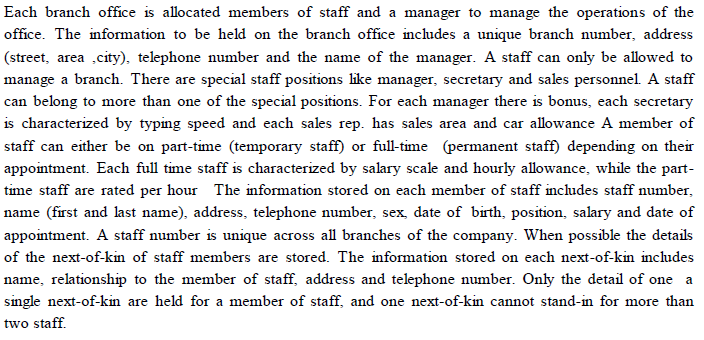 Each branch office is allocated members of staff and a manager to manage the operations of the
office. The information to be held on the branch office includes a unique branch number, address
(street, area ,city), telephone number and the name of the manager. A staff can only be allowed to
manage a branch. There are special staff positions like manager, secretary and sales personnel. A staff
can belong to more than one of the special positions. For each manager there is bonus, each secretary
is characterized by typing speed and each sales rep. has sales area and car allowance A member of
staff can either be on part-time (temporary staff) or full-time (permanent staff) depending on their
appointment. Each full time staff is characterized by salary scale and hourly allowance, while the part-
time staff are rated per hour The information stored on each member of staff includes staff number,
name (first and last name), address, telephone number, sex, date of birth, position, salary and date of
appointment. A staff number is unique across all branches of the company. When possible the details
of the next-of-kin of staff members are stored. The information stored on each next-of-kin includes
name, relationship to the member of staff, address and telephone number. Only the detail of one a
single next-of-kin are held for a member of staff, and one next-of-kin cannot stand-in for more than
two staff.